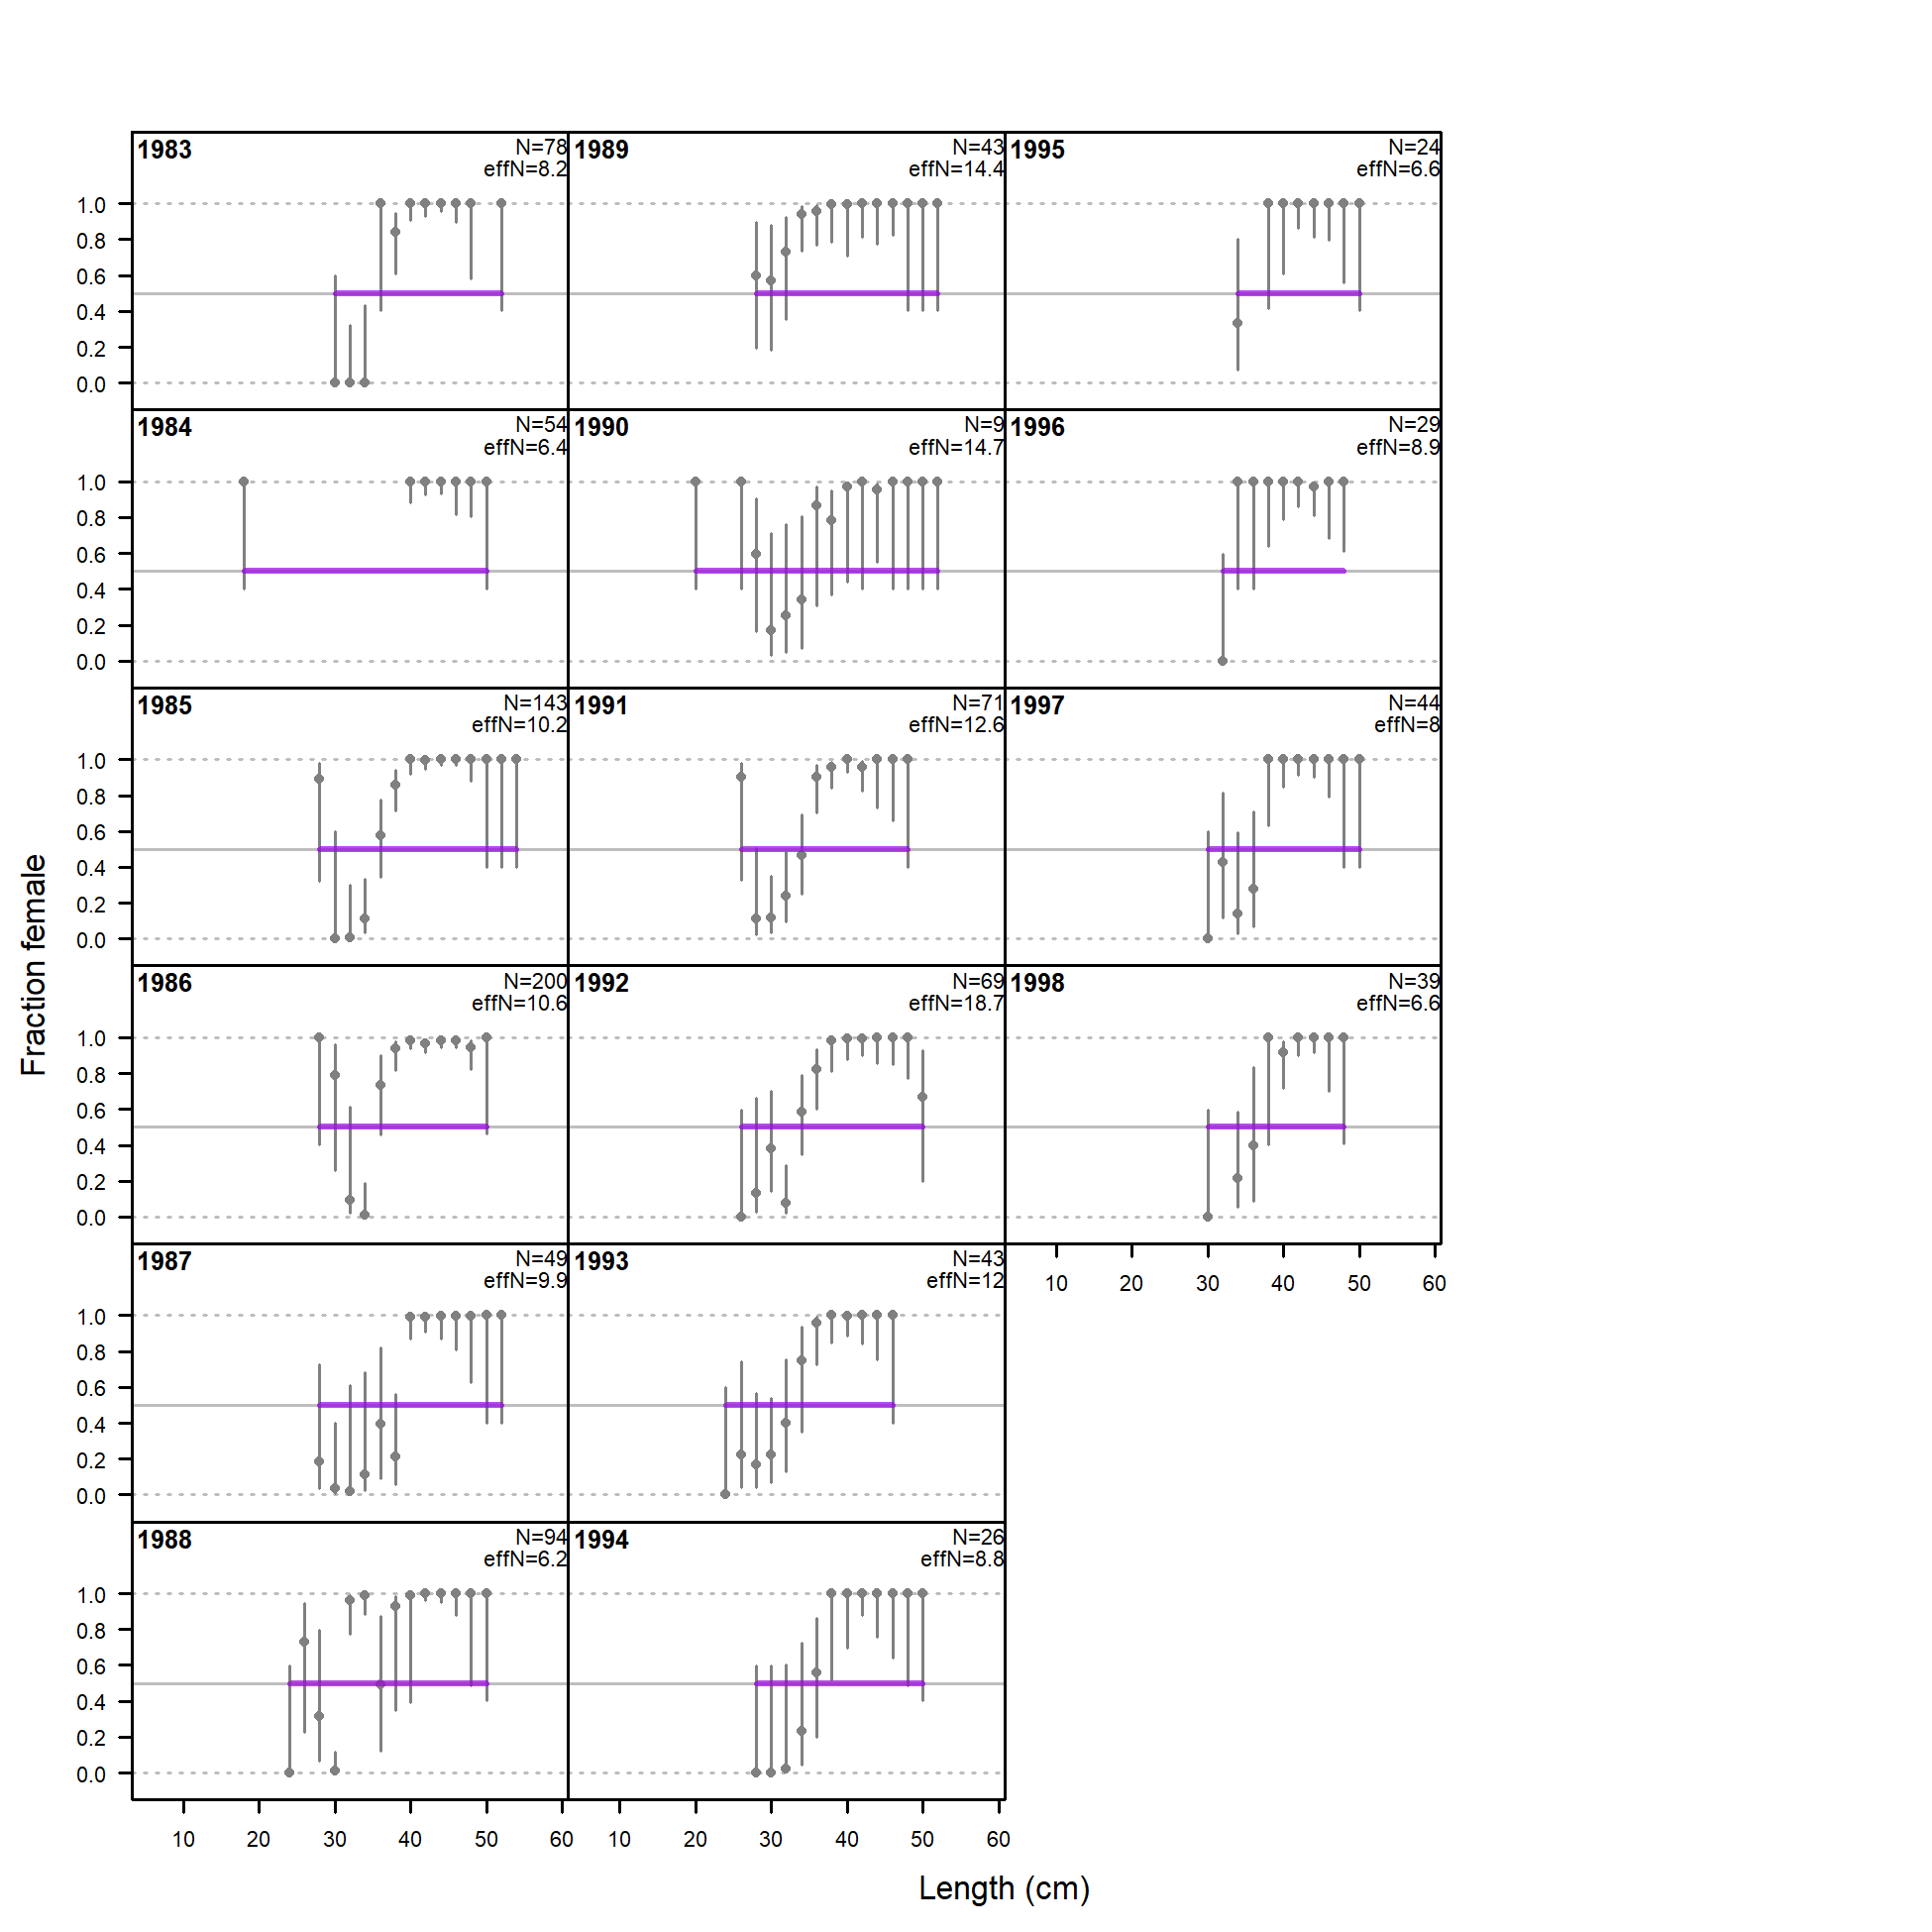 1983
N=78
effN=8.2
1989
N=43
effN=14.4
1995
N=24
effN=6.6
1.0
0.8
0.6
0.4
0.2
0.0
1984
N=54
effN=6.4
1990
N=9
effN=14.7
1996
N=29
effN=8.9
1.0
0.8
0.6
0.4
0.2
0.0
1985
N=143
effN=10.2
1991
N=71
effN=12.6
1997
N=44
effN=8
1.0
0.8
0.6
0.4
0.2
0.0
1986
N=200
effN=10.6
1992
N=69
effN=18.7
1998
N=39
effN=6.6
1.0
0.8
0.6
0.4
0.2
0.0
10 20 30 40 50 60
1987
N=49
effN=9.9
1993
N=43
effN=12
1.0
0.8
0.6
0.4
0.2
0.0
1988
N=94
effN=6.2
1994
N=26
effN=8.8
1.0
0.8
0.6
0.4
0.2
0.0
10 20 30 40 50 60 10 20 30 40 50 60
Fraction female
Length (cm)